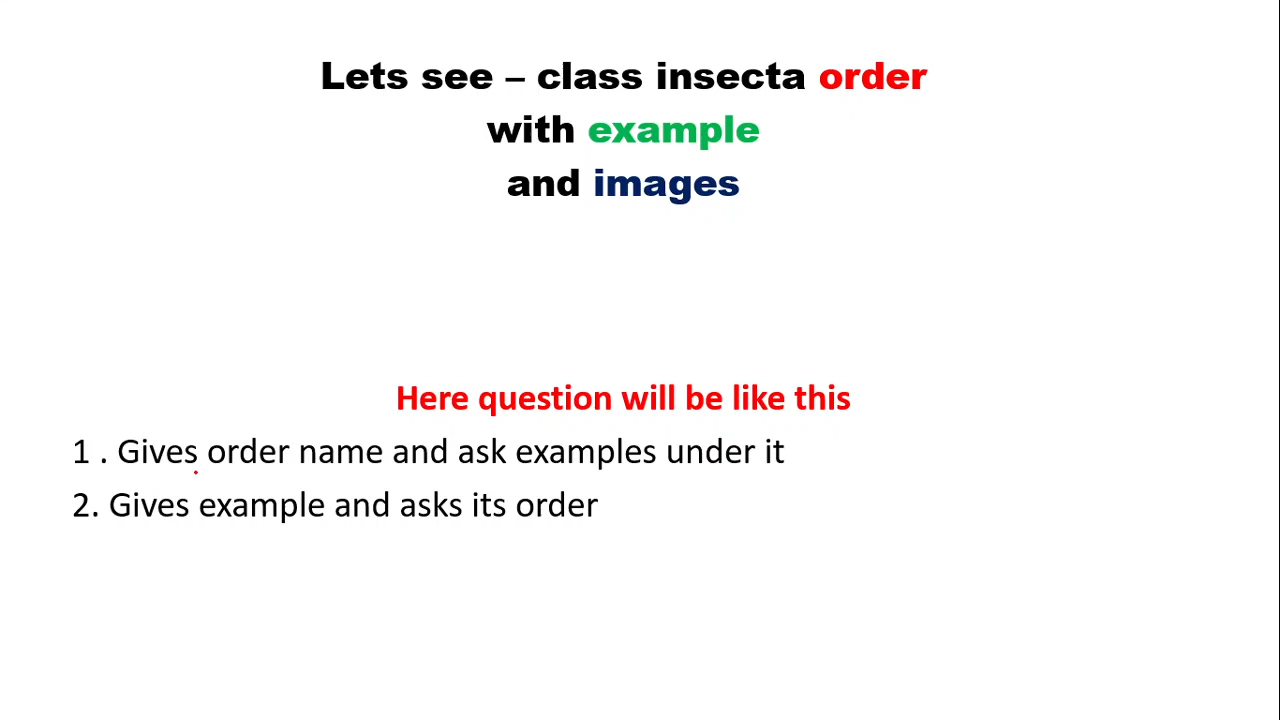 Lets see – class insecta order
with example
and images
Here question will be like this
1 . Gives order name and ask examples under it
2. Gives example and asks its order